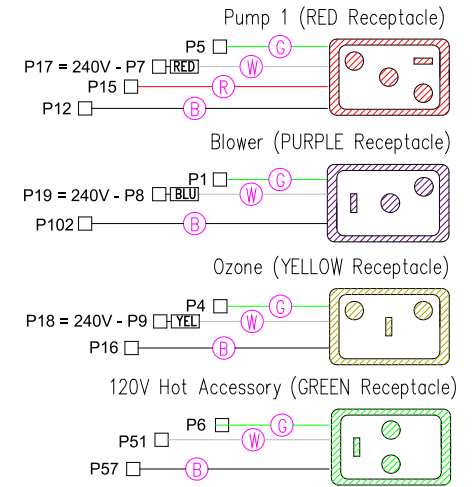 Pump 1 (RED Receptacle)
P5 G
P17 = 240V - P7 RED W
P15 R
P12 B
Blower (PURPLE Receptacle)
P1 G
P19 = 240V - P8 BLU W
P102 B
Ozone (YELLOW Receptacle)
P4 G
P18 = 240V - P9 YEL W
P16 B
120V Hot Accessory (GREEN Receptacle)
P6 G
P51 W
P57 B